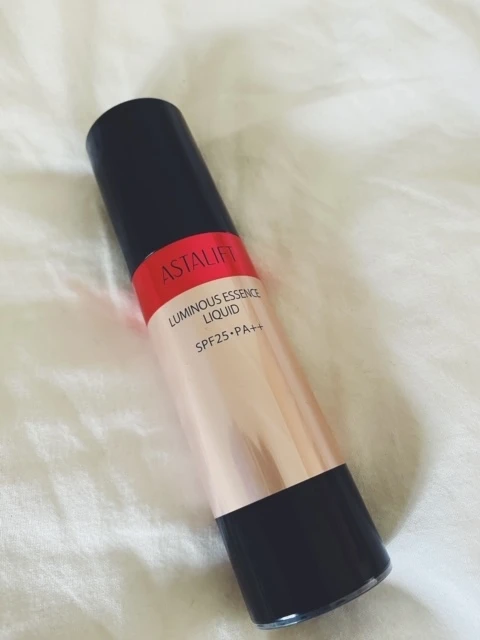 ASTALIFT
LUMINOUS ESSENCE
LIQUID
SPF25•PA++